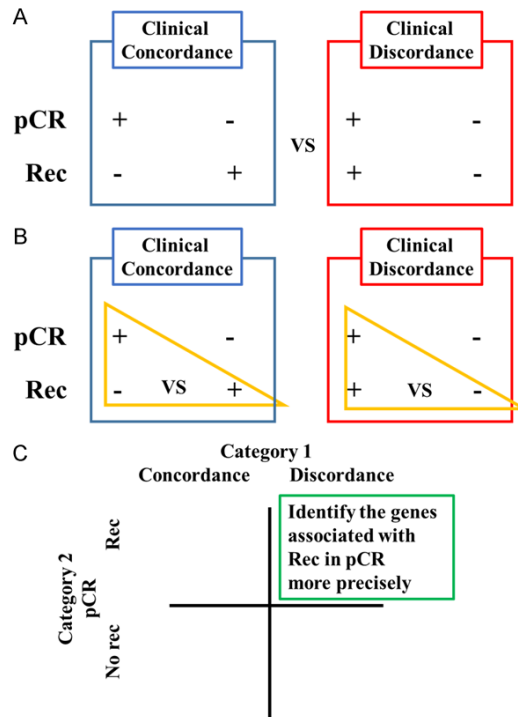 A
Clinical
Concordance
Clinical
Discordance
pCR + - VS + -
Rec - + + -
B
Clinical
Concordance
Clinical
Discordance
pCR + - + -
Rec - VS + + VS -
C
Category 1
Concordance Discordance
Category 2
pCR
Rec
No rec
Identify the genes
associated with
Rec in pCR
more precisely